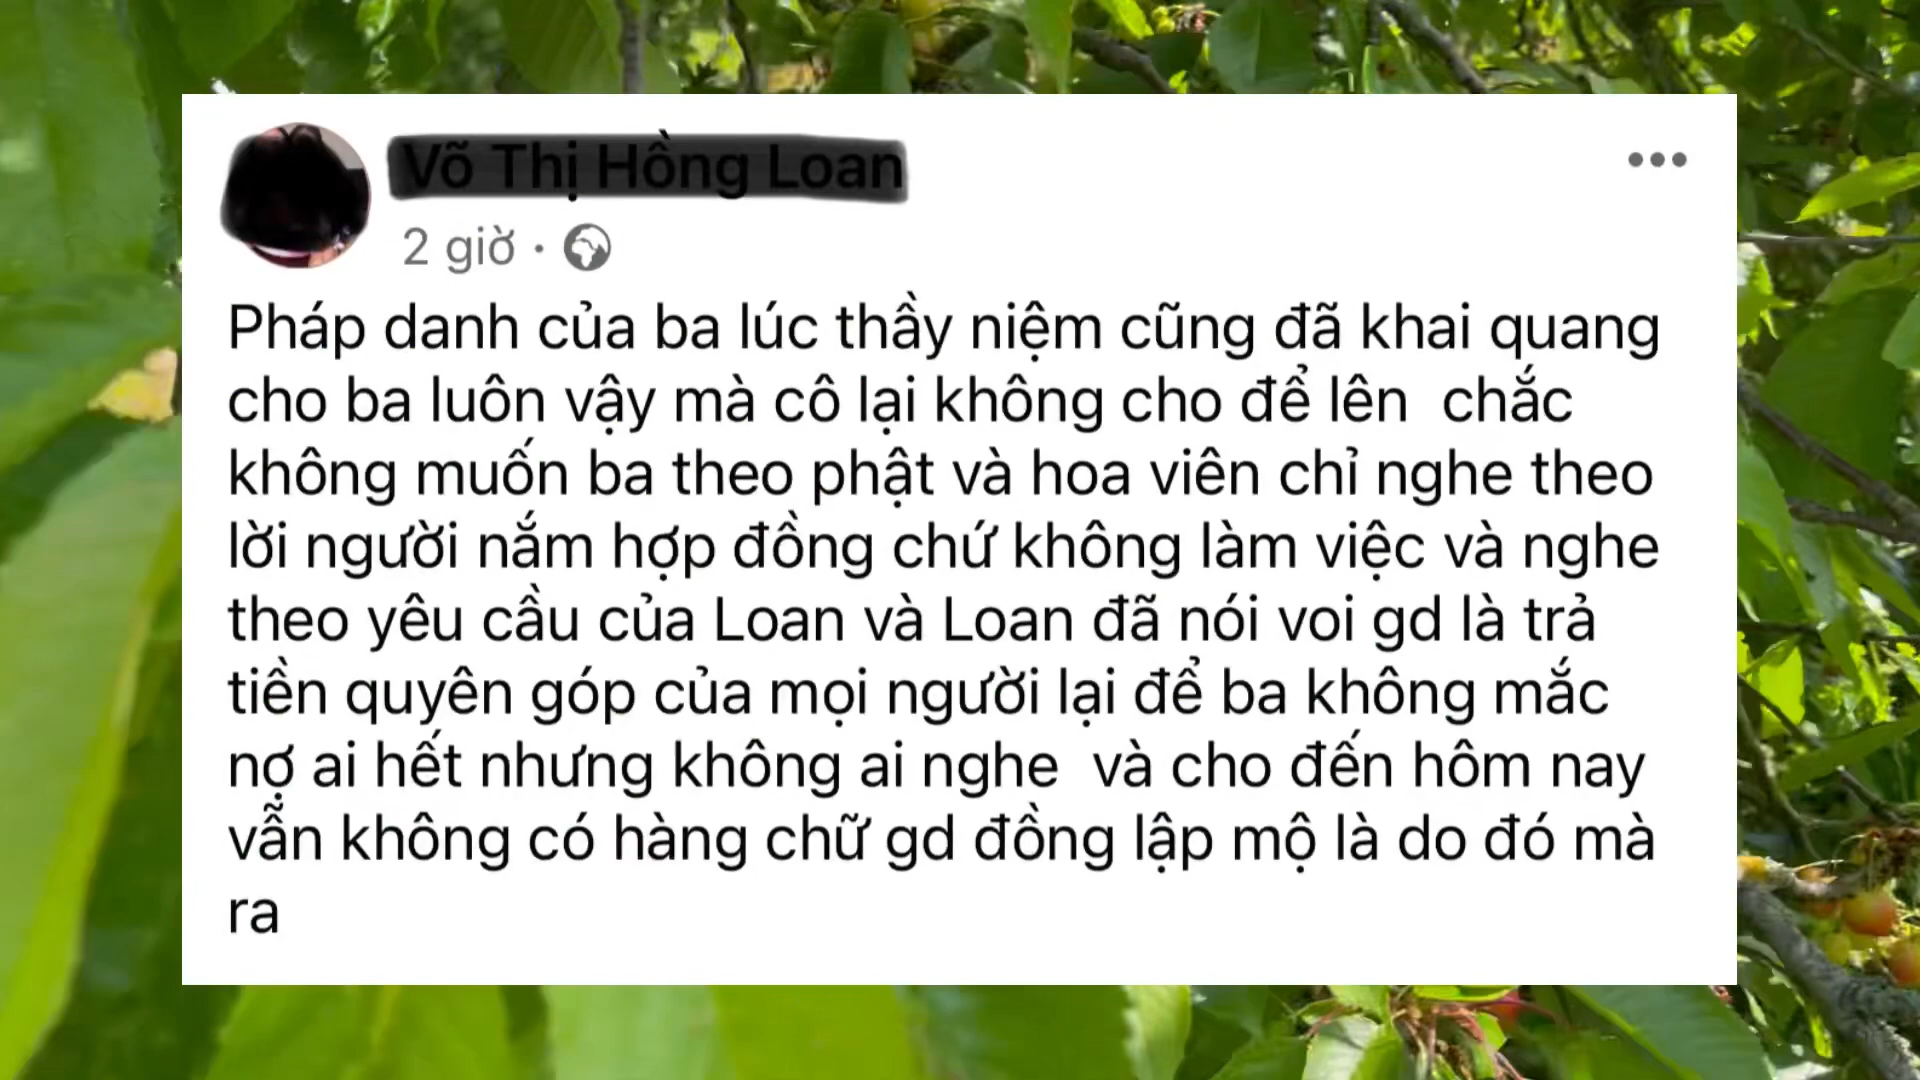 Võ Thị Hồng Loan
2 giờ ·
Pháp danh của ba lúc thầy niệm cũng đã khai quang
cho ba luôn vậy mà cô lại không cho để lên  chắc
không muốn ba theo phật và hoa viên chỉ nghe theo
lời người nắm hợp đồng chứ không làm việc và nghe
theo yêu cầu của Loan và Loan đã nói voi gd là trả
tiền quyên góp của mọi người lại để ba không mắc
nợ ai hết nhưng không ai nghe  và cho đến hôm nay
vẫn không có hàng chữ gd đồng lập mộ là do đó mà
ra